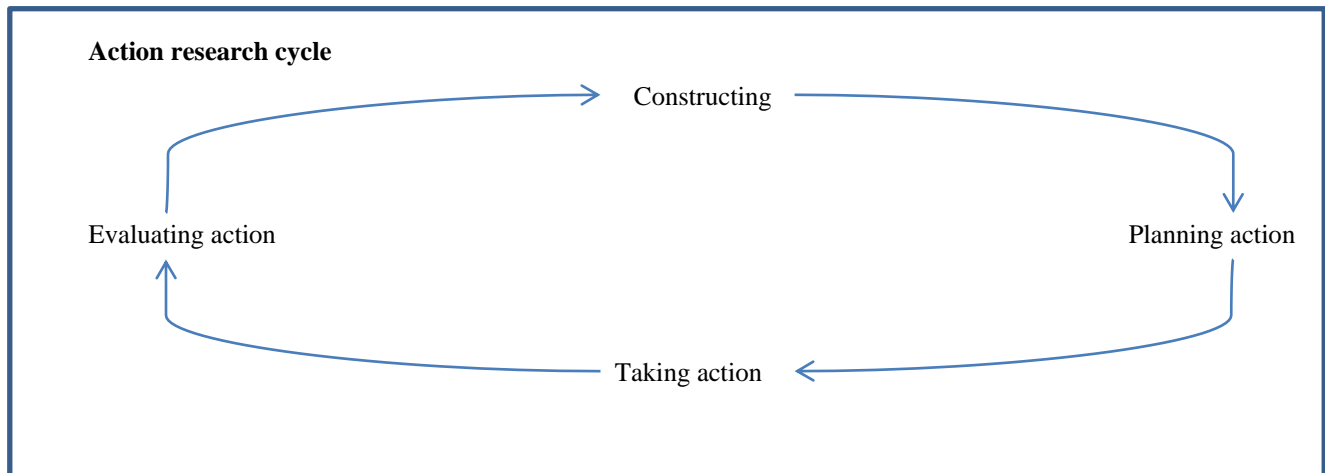 Action research cycle
Constructing
Evaluating action
Planning action
Taking action